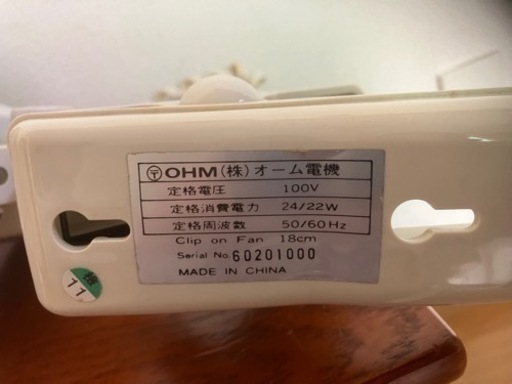 〒 OHM (株) オーム電機
定格電圧 100V
定格消費電力 24/22W
定格周波数 50/60Hz
Clip on Fan 18cm
Serial No. 60201000
MADE IN CHINA
検
11